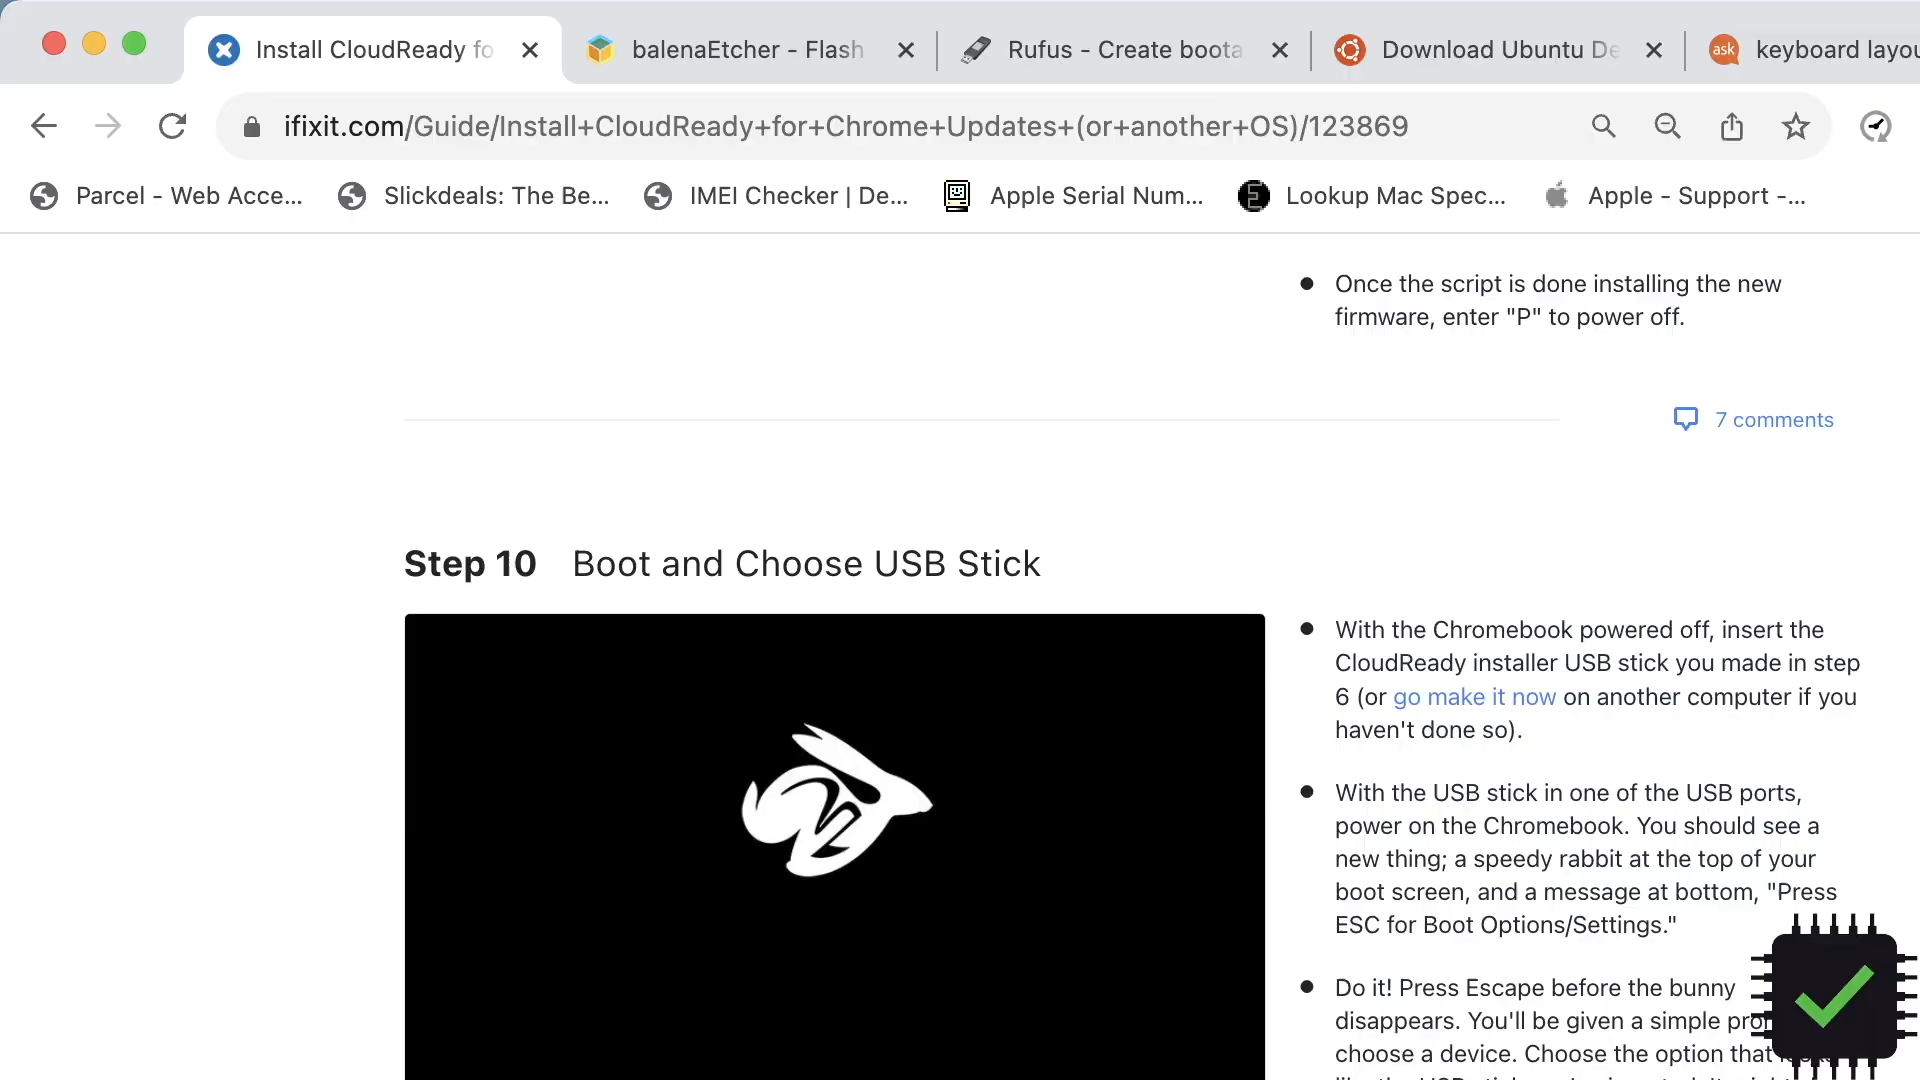 Install CloudReady fo
balenaEtcher - Flash
Rufus - Create boota
Download Ubuntu De
ask
keyboard layou
ifixit.com/Guide/Install+CloudReady+for+Chrome+Updates+(or+another+OS)/123869
Parcel - Web Acce...
Slickdeals: The Be...
IMEI Checker | De...
Apple Serial Num...
Lookup Mac Spec...
Apple - Support -...
Once the script is done installing the new
firmware, enter "P" to power off.
7 comments
Step 10 Boot and Choose USB Stick
With the Chromebook powered off, insert the
CloudReady installer USB stick you made in step
6 (or go make it now on another computer if you
haven't done so).
With the USB stick in one of the USB ports,
power on the Chromebook. You should see a
new thing; a speedy rabbit at the top of your
boot screen, and a message at bottom, "Press
ESC for Boot Options/Settings."
Do it! Press Escape before the bunny
disappears. You'll be given a simple
choose a device. Choose the option that